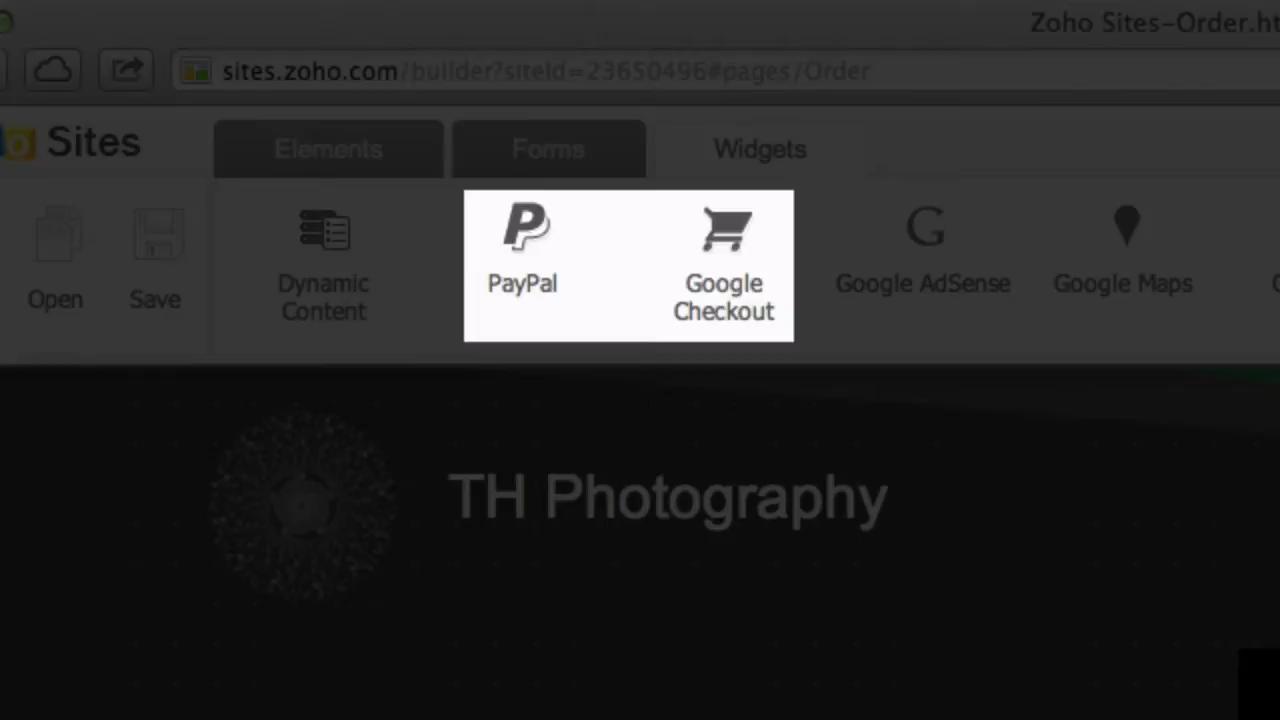 Zoho Sites-Order.ht
sites.zoho.com/builder?siteId=23650496#pages/Order
o Sites
Elements
Forms
Widgets
Open
Save
Dynamic
Content
PayPal
Google
Checkout
Google AdSense
Google Maps
TH Photography